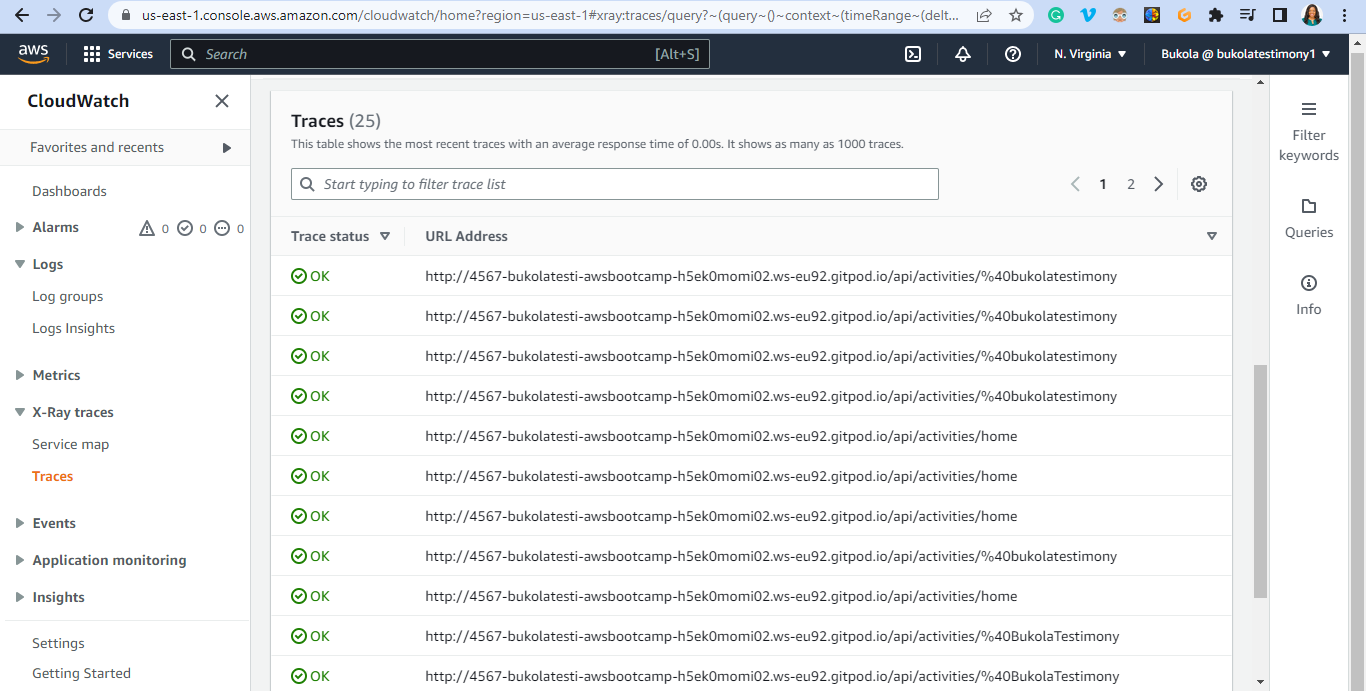 us-east-1.console.aws.amazon.com/cloudwatch/home?region=us-east-1#xray:traces/query?~(query~()~context~(timeRange~(delt...
aws
Services
Search [Alt+S]
N. Virginia
Bukola @ bukolatestimony1
CloudWatch
Favorites and recents
Dashboards
Alarms 0 0 0
Logs
Log groups
Logs Insights
Metrics
X-Ray traces
Service map
Traces
Events
Application monitoring
Insights
Settings
Getting Started
Traces (25)
This table shows the most recent traces with an average response time of 0.00s. It shows as many as 1000 traces.
Start typing to filter trace list
1 2
Trace status URL Address
OK http://4567-bukolatesti-awsbootcamp-h5ek0momi02.ws-eu92.gitpod.io/api/activities/%40bukolatestimony
OK http://4567-bukolatesti-awsbootcamp-h5ek0momi02.ws-eu92.gitpod.io/api/activities/%40bukolatestimony
OK http://4567-bukolatesti-awsbootcamp-h5ek0momi02.ws-eu92.gitpod.io/api/activities/%40bukolatestimony
OK http://4567-bukolatesti-awsbootcamp-h5ek0momi02.ws-eu92.gitpod.io/api/activities/%40bukolatestimony
OK http://4567-bukolatesti-awsbootcamp-h5ek0momi02.ws-eu92.gitpod.io/api/activities/home
OK http://4567-bukolatesti-awsbootcamp-h5ek0momi02.ws-eu92.gitpod.io/api/activities/home
OK http://4567-bukolatesti-awsbootcamp-h5ek0momi02.ws-eu92.gitpod.io/api/activities/home
OK http://4567-bukolatesti-awsbootcamp-h5ek0momi02.ws-eu92.gitpod.io/api/activities/%40bukolatestimony
OK http://4567-bukolatesti-awsbootcamp-h5ek0momi02.ws-eu92.gitpod.io/api/activities/home
OK http://4567-bukolatesti-awsbootcamp-h5ek0momi02.ws-eu92.gitpod.io/api/activities/%40BukolaTestimony
OK http://4567-bukolatesti-awsbootcamp-h5ek0momi02.ws-eu92.gitpod.io/api/activities/%40BukolaTestimony
Filter
keywords
Queries
Info